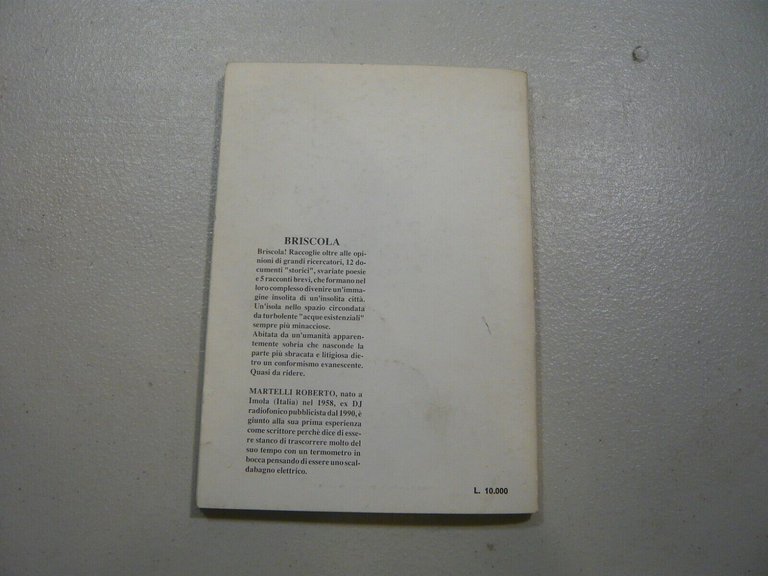 BRISCOLA
Briscola! Raccoglie oltre alle opi-
nioni di grandi ricercatori, 12 do-
cumenti "storici", svariate poesie
e 5 racconti brevi, che formano nel
loro complesso divenire un'imma-
gine insolita di un'insolita città.
Un'isola nello spazio circondata
da turbolente "acque esistenziali"
sempre più minacciose.
Abitata da un'umanità apparen-
temente sobria che nasconde la
parte più sbracata e litigiosa die-
tro un conformismo evanescente.
Quasi da ridere.
MARTELLI ROBERTO, nato a
Imola (Italia) nel 1958, ex DJ
radiofonico pubblicista dal 1990, è
giunto alla sua prima esperienza
come scrittore perchè dice di esse-
re stanco di trascorrere molto del
suo tempo con un termometro in
bocca pensando di essere uno scal-
dabagno elettrico.
L. 10.000